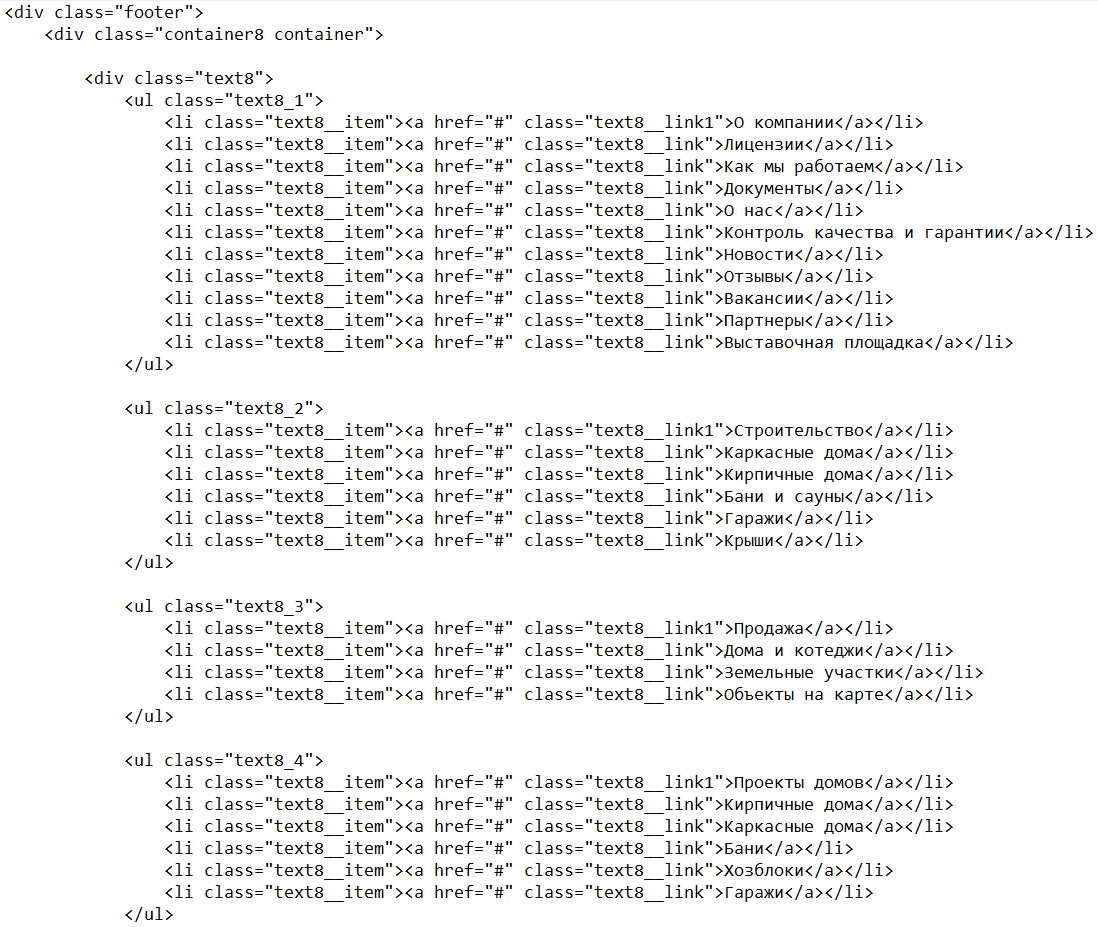 <div class="footer">
<div class="container8 container">
<div class="text8">
<ul class="text8_1">
<li class="text8__item"><a href="#" class="text8__link1">О компании</a></li>
<li class="text8__item"><a href="#" class="text8__link">Лицензии</a></li>
<li class="text8__item"><a href="#" class="text8__link">Как мы работаем</a></li>
<li class="text8__item"><a href="#" class="text8__link">Документы</a></li>
<li class="text8__item"><a href="#" class="text8__link">О нас</a></li>
<li class="text8__item"><a href="#" class="text8__link">Контроль качества и гарантии</a></li>
<li class="text8__item"><a href="#" class="text8__link">Новости</a></li>
<li class="text8__item"><a href="#" class="text8__link">Отзывы</a></li>
<li class="text8__item"><a href="#" class="text8__link">Вакансии</a></li>
<li class="text8__item"><a href="#" class="text8__link">Партнеры</a></li>
<li class="text8__item"><a href="#" class="text8__link">Выставочная площадка</a></li>
</ul>
<ul class="text8_2">
<li class="text8__item"><a href="#" class="text8__link1">Строительство</a></li>
<li class="text8__item"><a href="#" class="text8__link">Каркасные дома</a></li>
<li class="text8__item"><a href="#" class="text8__link">Кирпичные дома</a></li>
<li class="text8__item"><a href="#" class="text8__link">Бани и сауны</a></li>
<li class="text8__item"><a href="#" class="text8__link">Гаражи</a></li>
<li class="text8__item"><a href="#" class="text8__link">Крыши</a></li>
</ul>
<ul class="text8_3">
<li class="text8__item"><a href="#" class="text8__link1">Продажа</a></li>
<li class="text8__item"><a href="#" class="text8__link">Дома и котеджи</a></li>
<li class="text8__item"><a href="#" class="text8__link">Земельные участки</a></li>
<li class="text8__item"><a href="#" class="text8__link">Объекты на карте</a></li>
</ul>
<ul class="text8_4">
<li class="text8__item"><a href="#" class="text8__link1">Проекты домов</a></li>
<li class="text8__item"><a href="#" class="text8__link">Кирпичные дома</a></li>
<li class="text8__item"><a href="#" class="text8__link">Каркасные дома</a></li>
<li class="text8__item"><a href="#" class="text8__link">Бани</a></li>
<li class="text8__item"><a href="#" class="text8__link">Хозблоки</a></li>
<li class="text8__item"><a href="#" class="text8__link">Гаражи</a></li>
</ul>